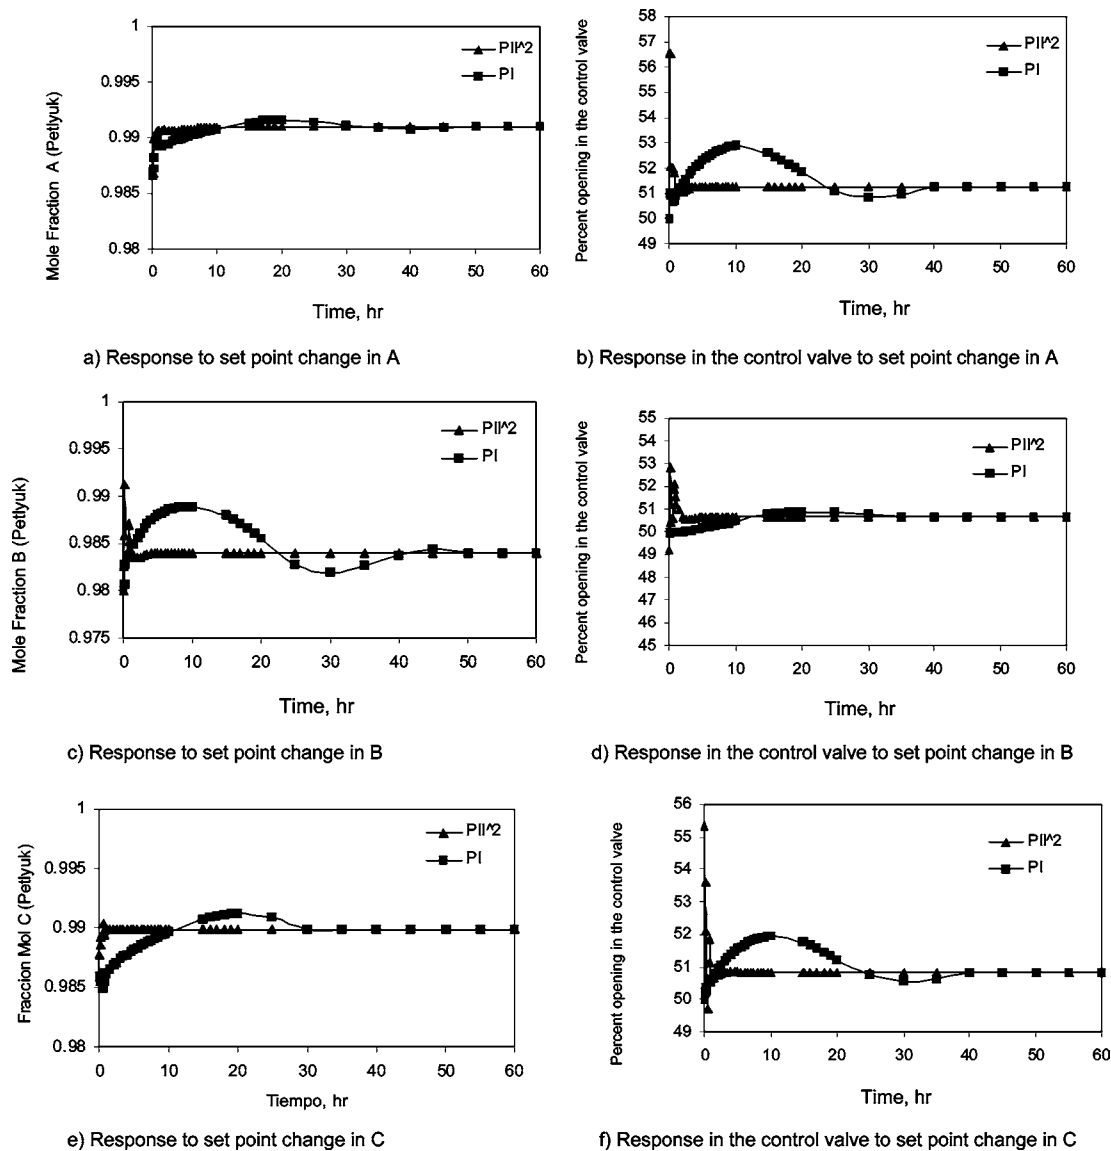 1
0.995
0.99
0.985
0.98
0 10 20 30 40 50 60
Mole Fraction A (Petlyuk)
Time, hr
PII^2
PI
a) Response to set point change in A
58
57
56
55
54
53
52
51
50
49
0 10 20 30 40 50 60
Percent opening in the control valve
Time, hr
PII^2
PI
b) Response in the control valve to set point change in A
1
0.995
0.99
0.985
0.98
0.975
0 10 20 30 40 50 60
Mole Fraction B (Petlyuk)
Time, hr
PII^2
PI
c) Response to set point change in B
55
54
53
52
51
50
49
48
47
46
45
0 10 20 30 40 50 60
Percent opening in the control valve
Time, hr
PII^2
PI
d) Response in the control valve to set point change in B
1
0.995
0.99
0.985
0.98
0 10 20 30 40 50 60
Fraccion Mol C (Petlyuk)
Tiempo, hr
PII^2
PI
e) Response to set point change in C
56
55
54
53
52
51
50
49
0 10 20 30 40 50 60
Percent opening in the control valve
Time, hr
PII^2
PI
f) Response in the control valve to set point change in C